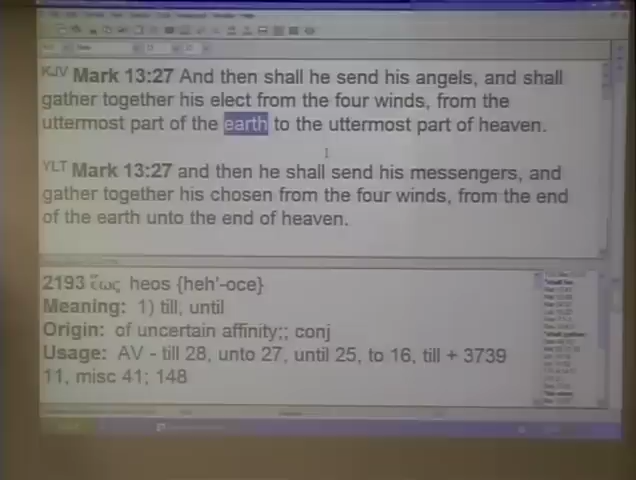 KJV Mark 13:27 And then shall he send his angels, and shall
gather together his elect from the four winds, from the
uttermost part of the earth to the uttermost part of heaven.
YLT Mark 13:27 and then he shall send his messengers, and
gather together his chosen from the four winds, from the end
of the earth unto the end of heaven.
2193 ἕως heos {heh'-oce}
Meaning: 1) till, until
Origin: of uncertain affinity;; conj
Usage: AV - till 28, unto 27, until 25, to 16, till + 3739
11, misc 41; 148